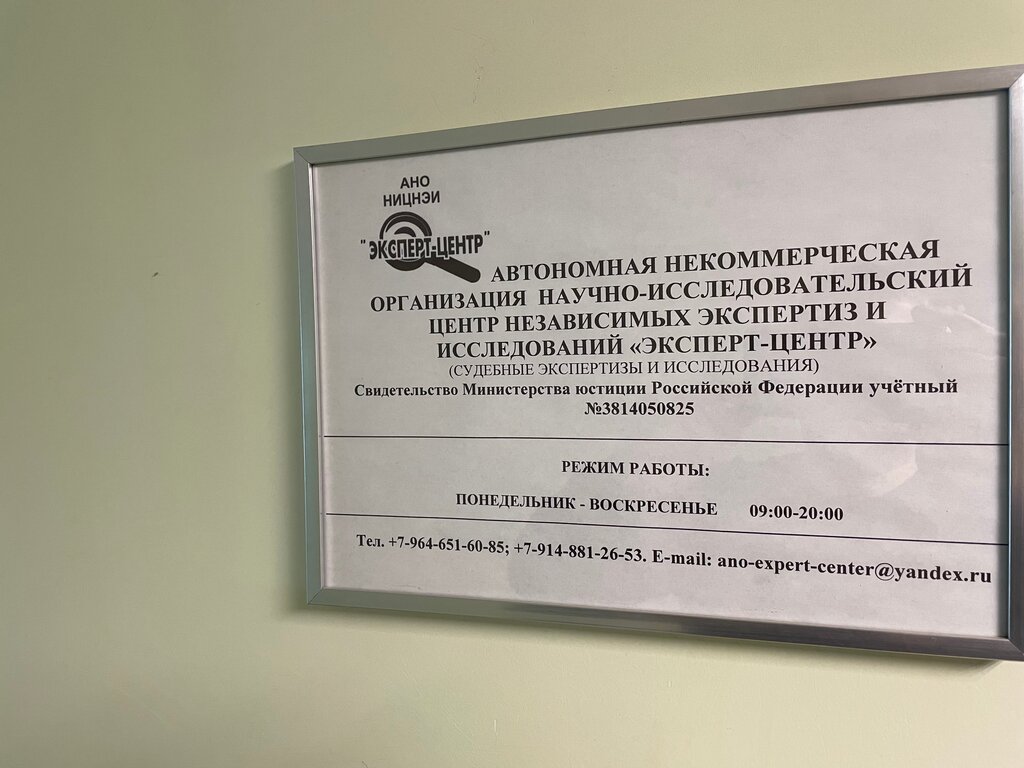 АНО
НИЦНЭИ
"ЭКСПЕРТ-ЦЕНТР"
АВТОНОМНАЯ НЕКОММЕРЧЕСКАЯ
ОРГАНИЗАЦИЯ НАУЧНО-ИССЛЕДОВАТЕЛЬСКИЙ
ЦЕНТР НЕЗАВИСИМЫХ ЭКСПЕРТИЗ И
ИССЛЕДОВАНИЙ «ЭКСПЕРТ-ЦЕНТР»
(СУДЕБНЫЕ ЭКСПЕРТИЗЫ И ИССЛЕДОВАНИЯ)
Свидетельство Министерства юстиции Российской Федерации учётный
№3814050825
РЕЖИМ РАБОТЫ:
ПОНЕДЕЛЬНИК - ВОСКРЕСЕНЬЕ 09:00-20:00
Тел. +7-964-651-60-85; +7-914-881-26-53. E-mail: ano-expert-center@yandex.ru